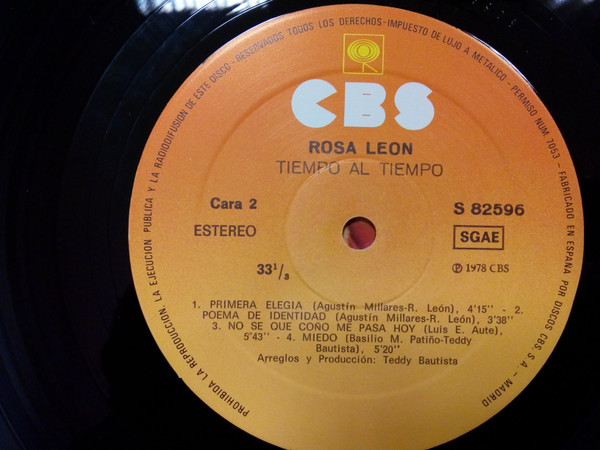 CBS
ROSA LEON
TIEMPO AL TIEMPO
Cara 2
S 82596
ESTEREO
SGAE
33¹/₃
Ⓟ 1978 CBS
1. PRIMERA ELEGIA (Agustín Millares-R. León), 4'15'' - 2.
POEMA DE IDENTIDAD (Agustín Millares-R. León), 3'38''
3. NO SE QUE COÑO ME PASA HOY (Luis E. Aute),
5'43'' - 4. MIEDO (Basilio M. Patiño-Teddy
Bautista), 5'20''
Arreglos y Producción: Teddy Bautista
PROHIBIDA LA REPRODUCCION, LA EJECUCION PUBLICA Y LA RADIODIFUSION DE ESTE DISCO - RESERVADOS TODOS LOS DERECHOS-IMPUESTO DE LUJO A METALICO - PERMISO NUM. 7053 - FABRICADO EN ESPAÑA POR DISCOS CBS, S. A. - MADRID